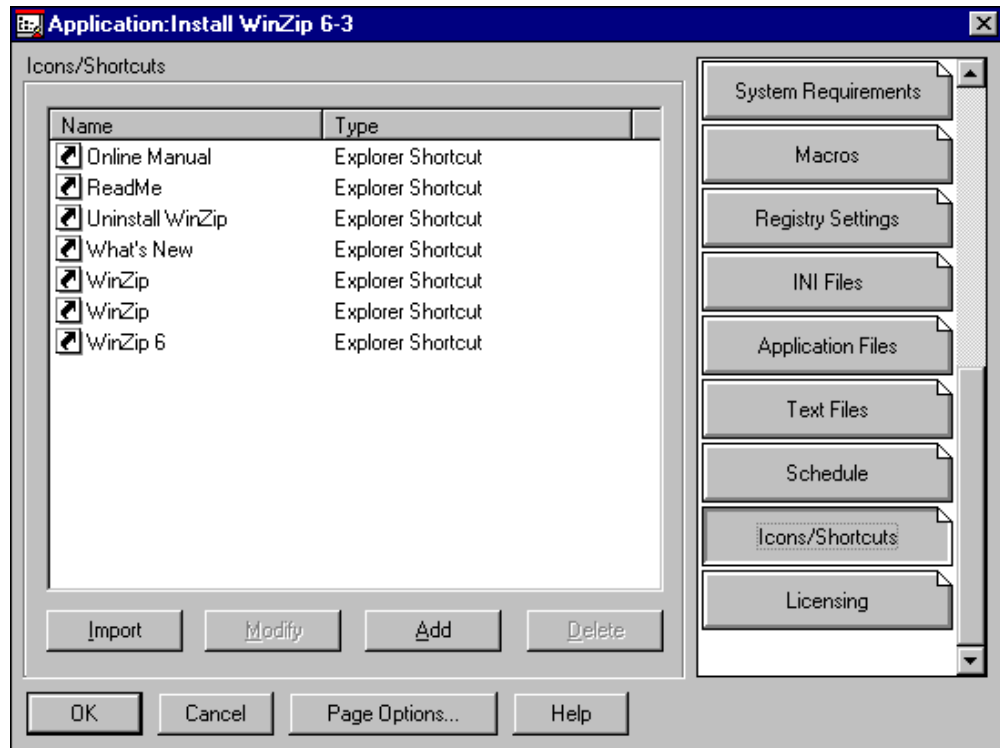 Application:Install WinZip 6-3
Icons/Shortcuts
Name Type
Online Manual Explorer Shortcut
ReadMe Explorer Shortcut
Uninstall WinZip Explorer Shortcut
What's New Explorer Shortcut
WinZip Explorer Shortcut
WinZip Explorer Shortcut
WinZip 6 Explorer Shortcut
Import Modify Add Delete
System Requirements
Macros
Registry Settings
INI Files
Application Files
Text Files
Schedule
Icons/Shortcuts
Licensing
OK Cancel Page Options... Help